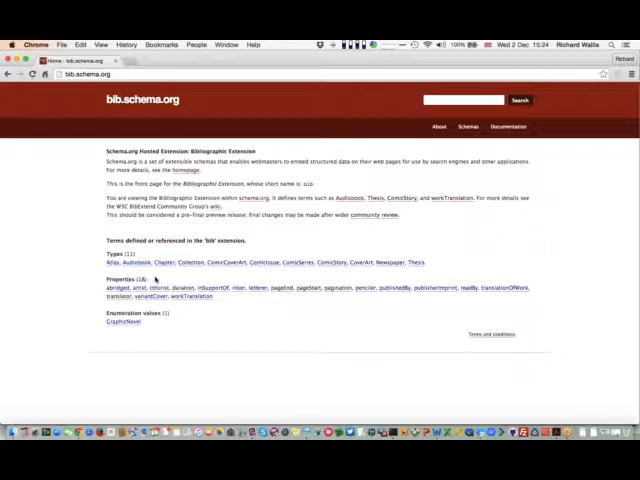 Chrome File Edit View History Bookmarks People Window Help 100% Wed 2 Dec 15:24 Richard Wallis
Home - bib.schema.org Richard
bib.schema.org
bib.schema.org Search
About Schemas Documentation
Schema.org Hosted Extension: Bibliographic Extension
Schema.org is a set of extensible schemas that enables webmasters to embed structured data on their web pages for use by search engines and other applications.
For more details, see the homepage.
This is the front page for the Bibliographic Extension, whose short name is: bib
You are viewing the Bibliographic Extension within schema.org. It defines terms such as Audiobook, Thesis, ComicStory, and workTranslation. For more details see
the W3C BibExtend Community Group's wiki.
This should be considered a pre-final preview release; final changes may be made after wider community review.
Terms defined or referenced in the 'bib' extension.
Types (11)
Atlas, Audiobook, Chapter, Collection, ComicCoverArt, ComicIssue, ComicSeries, ComicStory, CoverArt, Newspaper, Thesis
Properties (18)
abridged, artist, colorist, duration, inSupportOf, inker, letterer, pageEnd, pageStart, pagination, penciler, publishedBy, publisherImprint, readBy, translationOfWork,
translator, variantCover, workTranslation
Enumeration values (1)
GraphicNovel
Terms and conditions